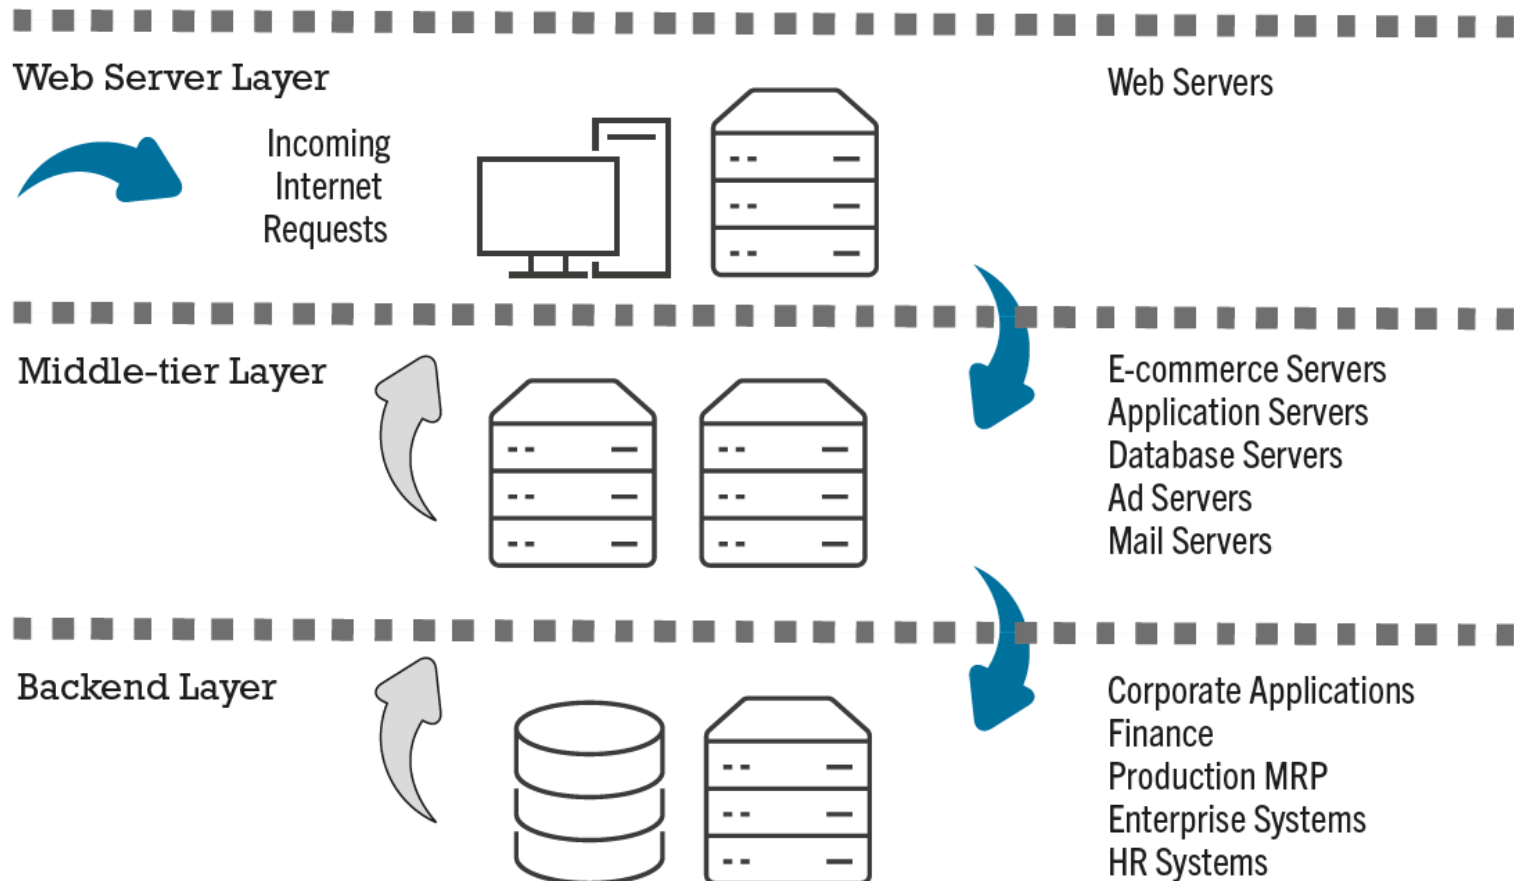 Web Server Layer
Web Servers
Incoming
Internet
Requests
Middle-tier Layer
E-commerce Servers
Application Servers
Database Servers
Ad Servers
Mail Servers
Backend Layer
Corporate Applications
Finance
Production MRP
Enterprise Systems
HR Systems